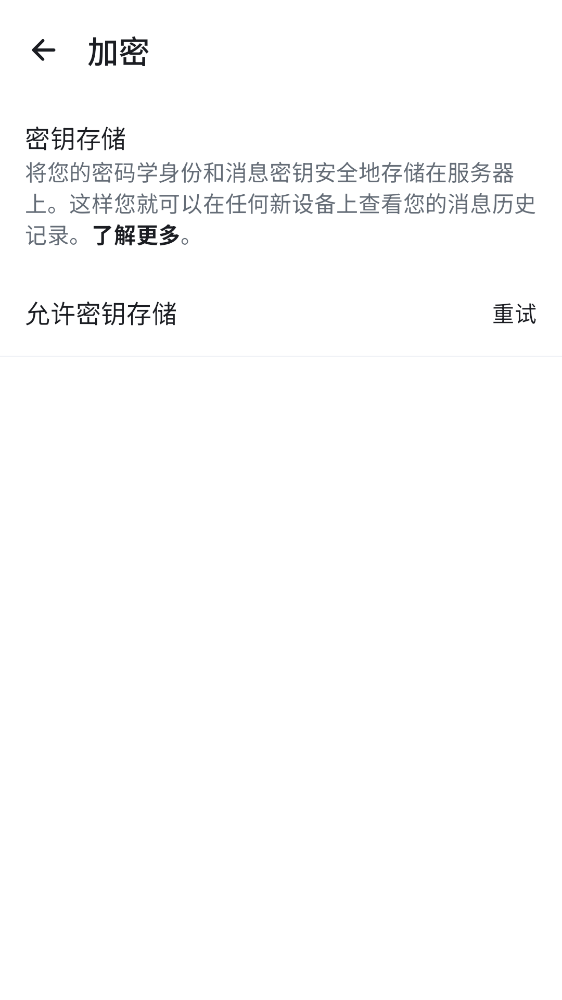 加密
密钥存储
将您的密码学身份和消息密钥安全地存储在服务器
上。这样您就可以在任何新设备上查看您的消息历史
记录。了解更多。
允许密钥存储 重试